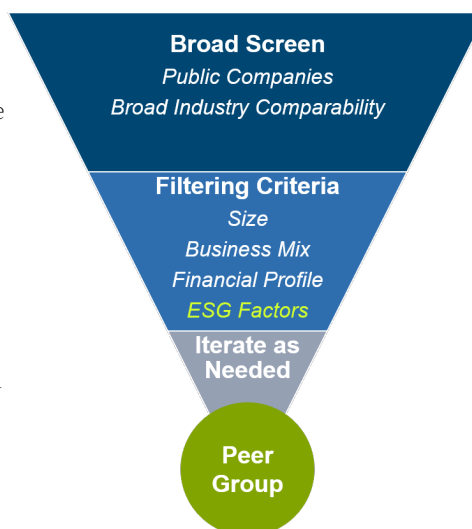 Broad Screen
Public Companies
Broad Industry Comparability
Filtering Criteria
Size
Business Mix
Financial Profile
ESG Factors
Iterate as
Needed
Peer
Group